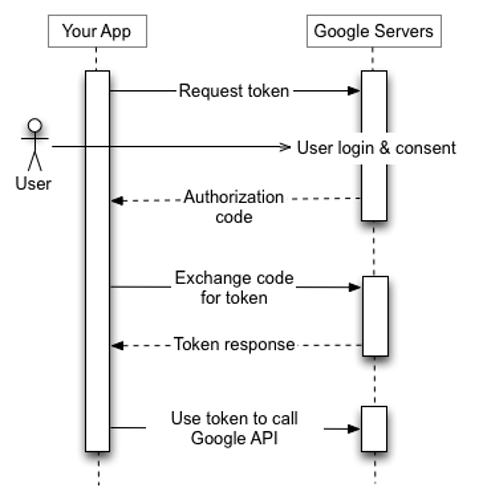 Your App
Google Servers
Request token
User login & consent
User
Authorization
code
Exchange code
for token
Token response
Use token to call
Google API